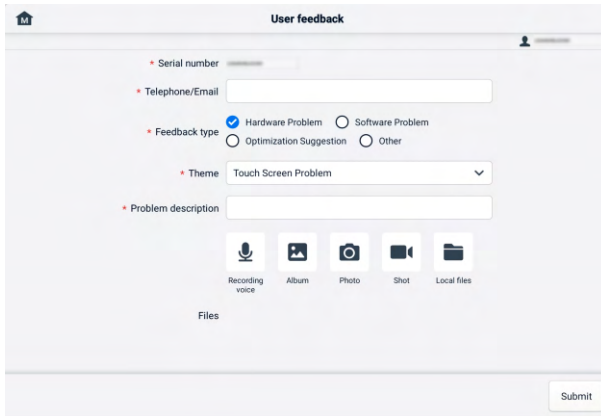 M
User feedback
* Serial number
* Telephone/Email
* Feedback type
Hardware Problem
Software Problem
Optimization Suggestion
Other
* Theme
Touch Screen Problem
* Problem description
Recording voice
Album
Photo
Shot
Local files
Files
Submit